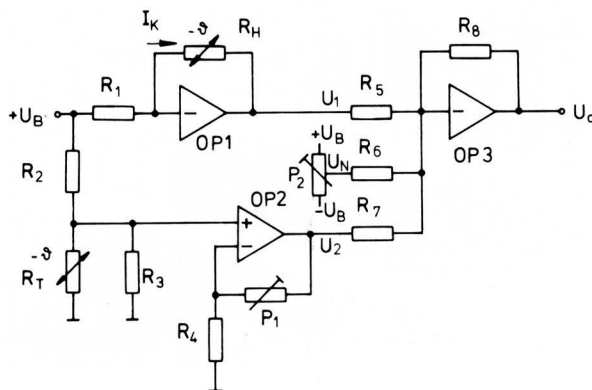 I_K
-ϑ
R_H
R_8
R_1
R_5
+U_B
-
U_1
-
U_a
OP1
+U_B
R_6
OP3
R_2
P_2
U_N
OP2
-U_B
R_7
+
-
U_2
-ϑ
R_T
R_3
P_1
R_4